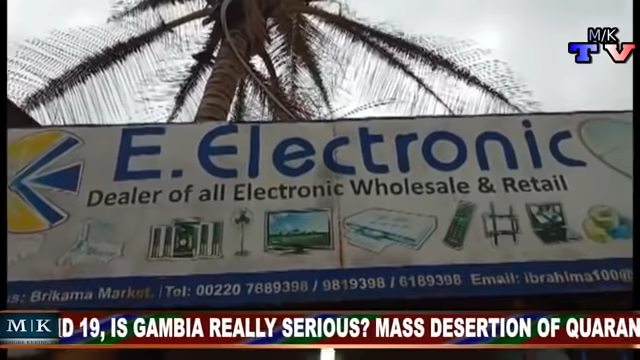 M/K
TV
E.Electronic
Dealer of all Electronic Wholesale & Retail
ss: Brikama Market. Tel: 00220 7689398 / 9819398 / 6189398 Email: ibrahima100@
M|K
D 19, IS GAMBIA REALLY SERIOUS? MASS DESERTION OF QUARAN